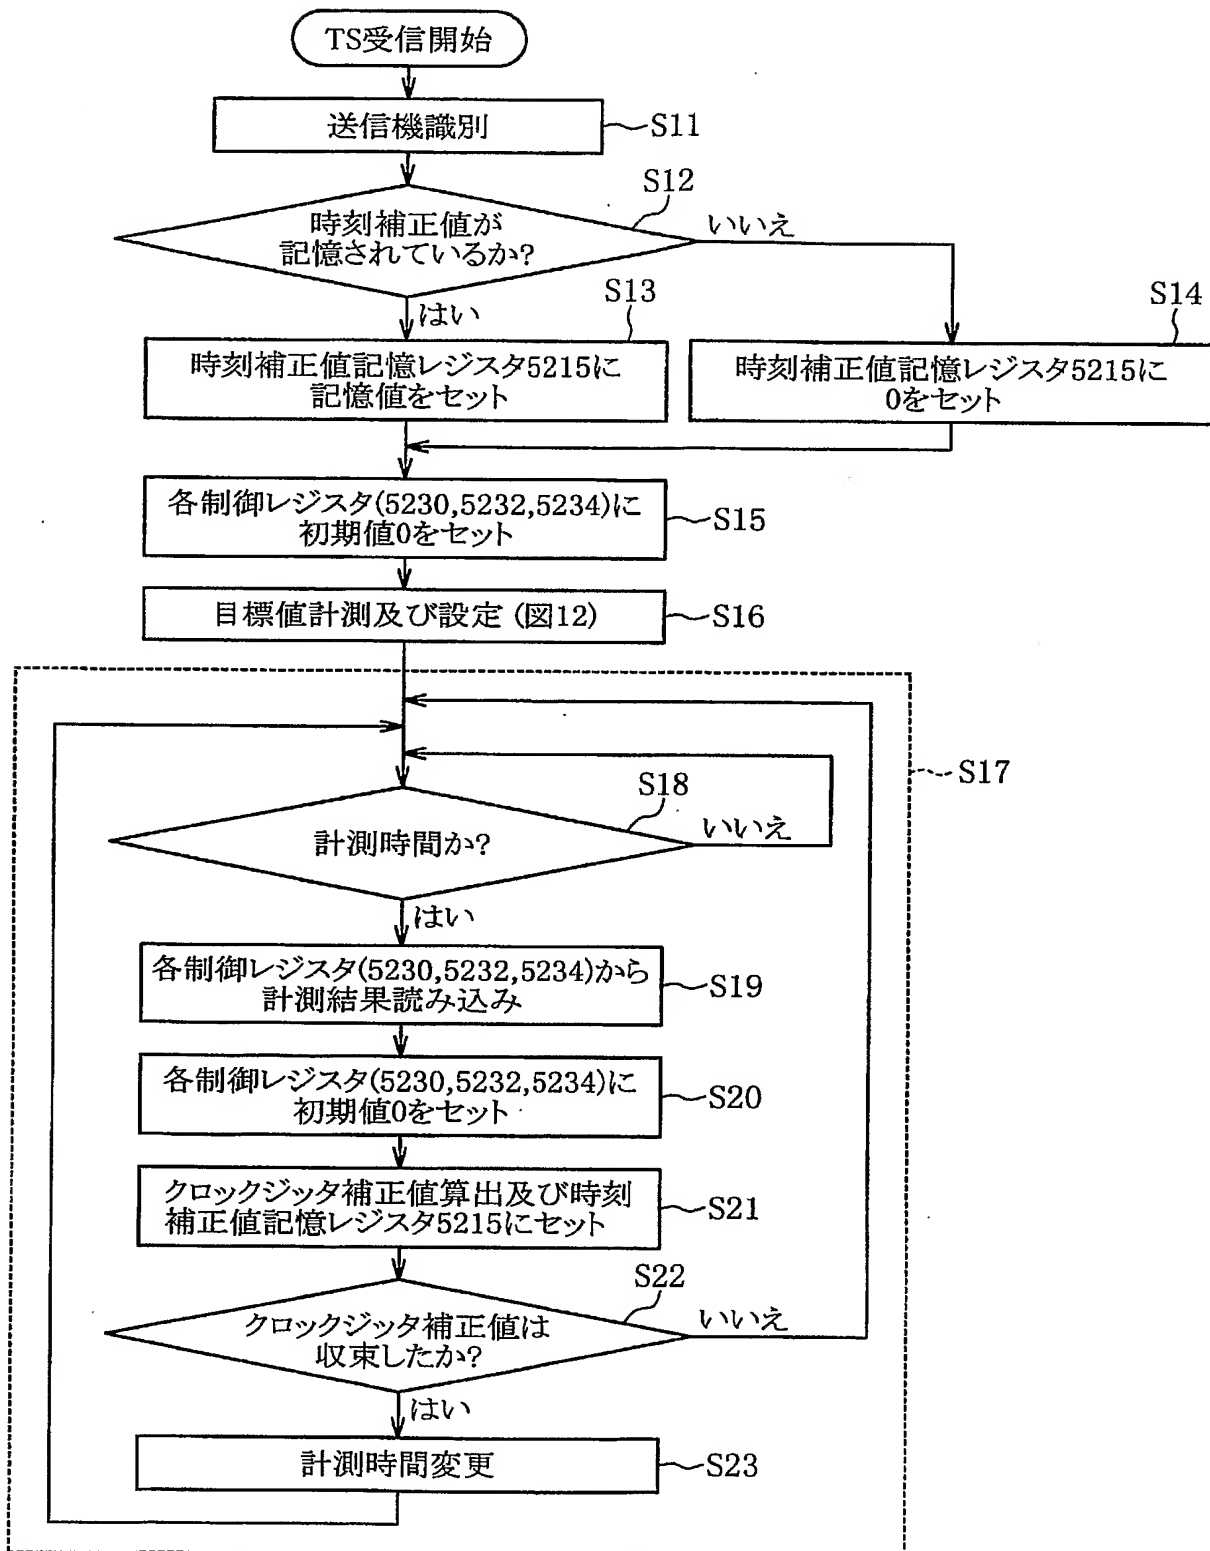 TS受信開始
送信機識別
S11
S12
時刻補正値が
記憶されているか?
いいえ
はい
S13
時刻補正値記憶レジスタ5215に
記憶値をセット
S14
時刻補正値記憶レジスタ5215に
0をセット
各制御レジスタ(5230,5232,5234)に
初期値0をセット
S15
目標値計測及び設定(図12)
S16
S17
S18
計測時間か?
いいえ
はい
各制御レジスタ(5230,5232,5234)から
計測結果読み込み
S19
各制御レジスタ(5230,5232,5234)に
初期値0をセット
S20
クロックジッタ補正値算出及び時刻
補正値記憶レジスタ5215にセット
S21
S22
クロックジッタ補正値は
収束したか?
いいえ
はい
計測時間変更
S23